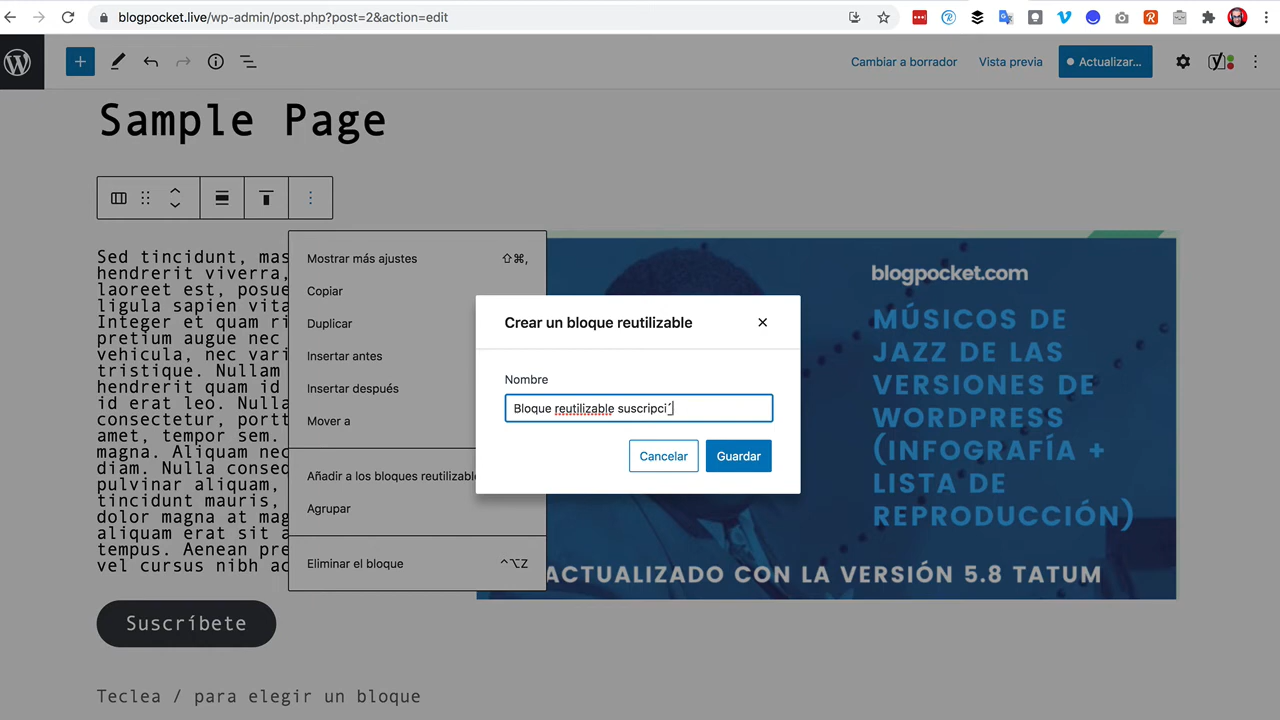 blogpocket.live/wp-admin/post.php?post=2&action=edit
Cambiar a borrador
Vista previa
Actualizar...
Sample Page
Sed tincidunt, mas
hendrerit viverra,
laoreet est, posue
ligula sapien vita
Integer et quam ri
pretium augue nec
vehicula, nec vari
tristique. Nullam
hendrerit quam id
id erat leo. Nulla
consectetur, portt
amet, tempor sem.
magna. Aliquam nec
diam. Nulla conseq
pulvinar aliquam,
tincidunt mauris,
dolor magna at mag
aliquam erat sit a
tempus. Aenean pre
vel cursus nibh ac
Suscríbete
Teclea / para elegir un bloque
Mostrar más ajustes ⇧⌘,
Copiar
Duplicar
Insertar antes
Insertar después
Mover a
Añadir a los bloques reutilizable
Agrupar
Eliminar el bloque ^⌥Z
Crear un bloque reutilizable
Nombre
Bloque reutilizable suscripci´
Cancelar
Guardar
blogpocket.com
MÚSICOS DE
JAZZ DE LAS
VERSIONES DE
WORDPRESS
(INFOGRAFÍA +
LISTA DE
REPRODUCCIÓN)
ACTUALIZADO CON LA VERSIÓN 5.8 TATUM